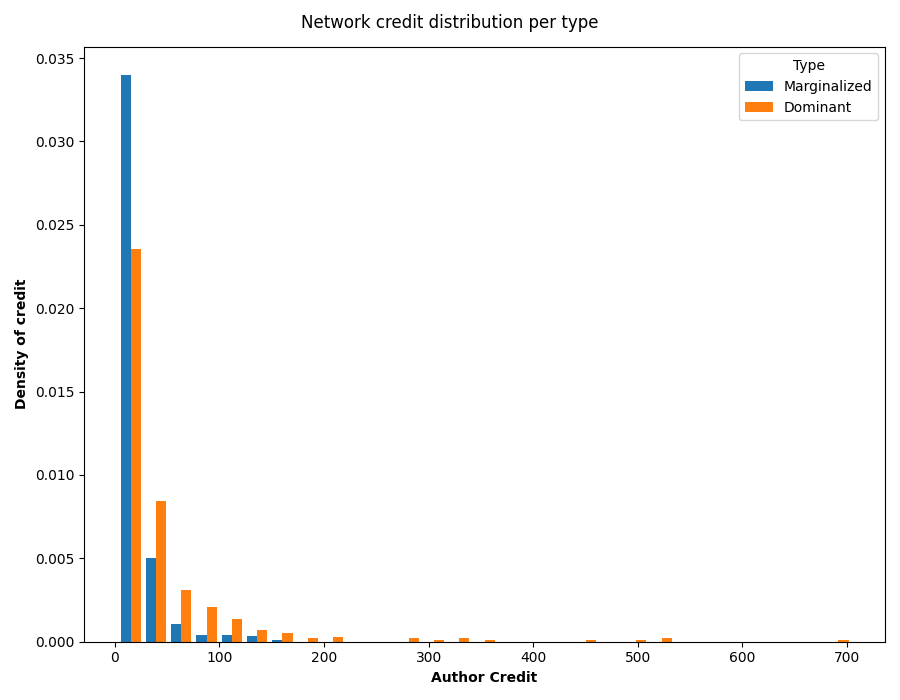 Network credit distribution per type
Type
Marginalized
Dominant
0.035
0.030
0.025
0.020
0.015
0.010
0.005
0.000
Density of credit
0 100 200 300 400 500 600 700
Author Credit